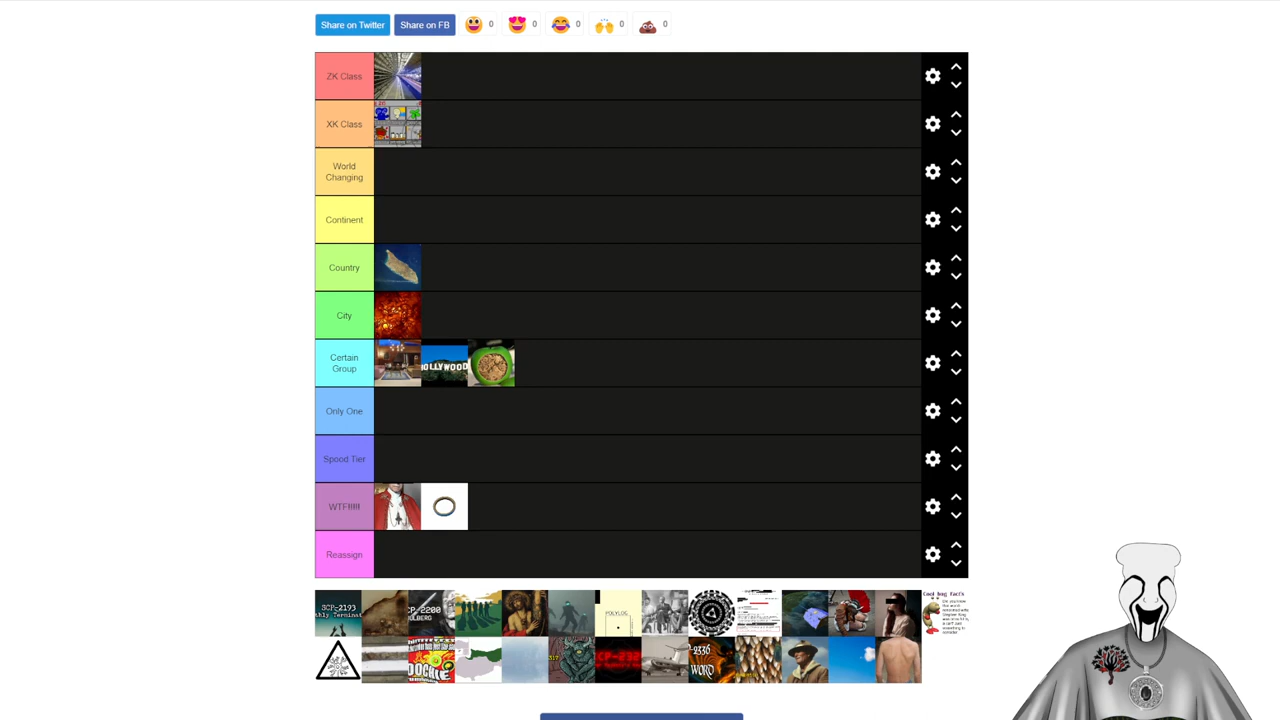 Share on Twitter
Share on FB
0
0
0
0
0
ZK Class
XK Class
World
Changing
Continent
Country
City
Certain
Group
HOLLYWOOD
Only One
Spood Tier
WTF!!!!!!
Reassign
SCP-2193
SCP-2200
POLYLOG
Cool bug facts
2336
WORD